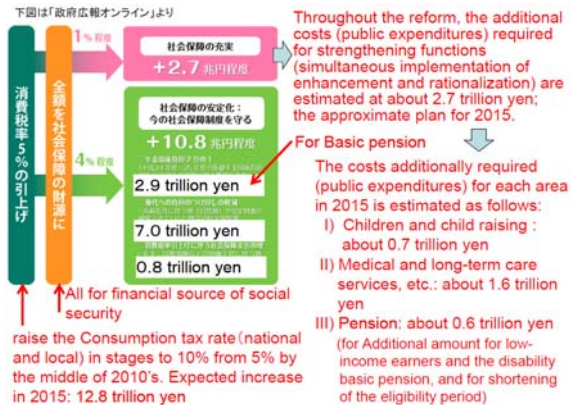 下図は「政府広報オンライン」より
1%程度
社会保障の充実
+2.7兆円程度
消費税率5%の引上げ
全額を社会保障の財源に
4%程度
社会保障の安定化:
今の社会保障制度を守る
+10.8兆円程度
2.9 trillion yen
7.0 trillion yen
0.8 trillion yen
For Basic pension
All for financial source of social
security
raise the Consumption tax rate(national
and local) in stages to 10% from 5% by
the middle of 2010's. Expected increase
in 2015: 12.8 trillion yen
Throughout the reform, the additional
costs (public expenditures) required
for strengthening functions
(simultaneous implementation of
enhancement and rationalization) are
estimated at about 2.7 trillion yen;
the approximate plan for 2015.
The costs additionally required
(public expenditures) for each area
in 2015 is estimated as follows:
I) Children and child raising :
about 0.7 trillion yen
II) Medical and long-term care
services, etc.: about 1.6 trillion
yen
III) Pension: about 0.6 trillion yen
(for Additional amount for low-
income earners and the disability
basic pension, and for shortening
of the eligibility period)